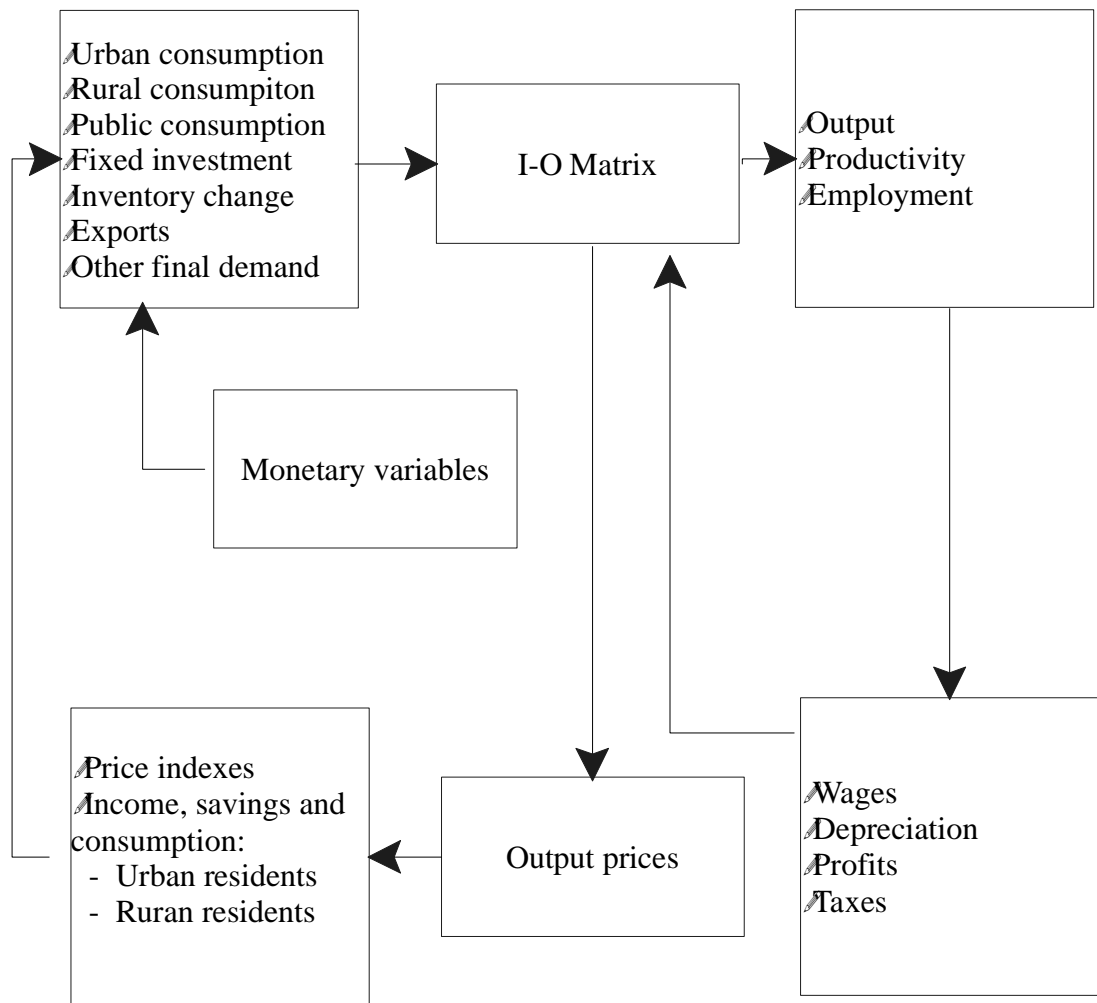 Urban consumption
Rural consumpiton
Public consumption
Fixed investment
Inventory change
Exports
Other final demand
I-O Matrix
Output
Productivity
Employment
Monetary variables
Price indexes
Income, savings and
consumption:
- Urban residents
- Ruran residents
Output prices
Wages
Depreciation
Profits
Taxes